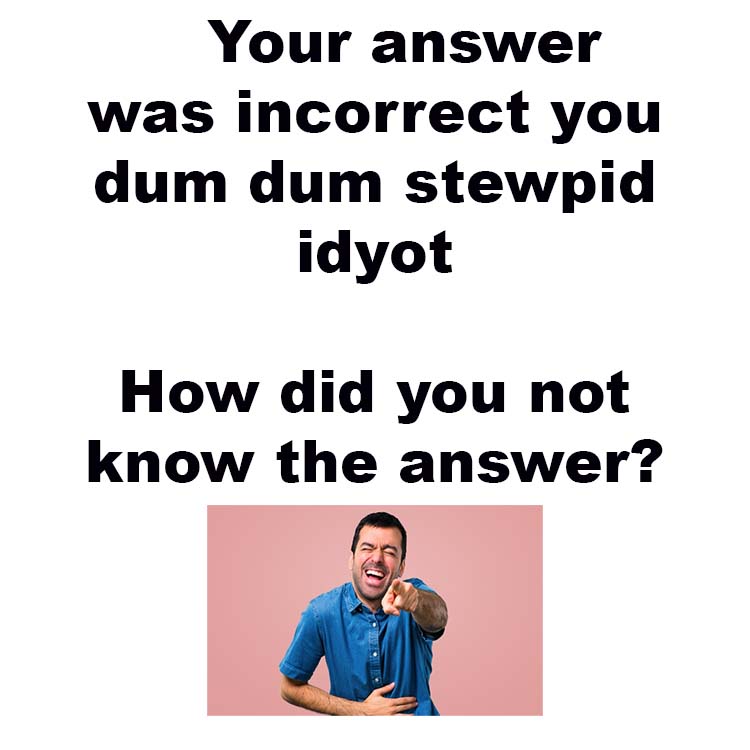 Your answer
was incorrect you
dum dum stewpid
idyot
How did you not
know the answer?